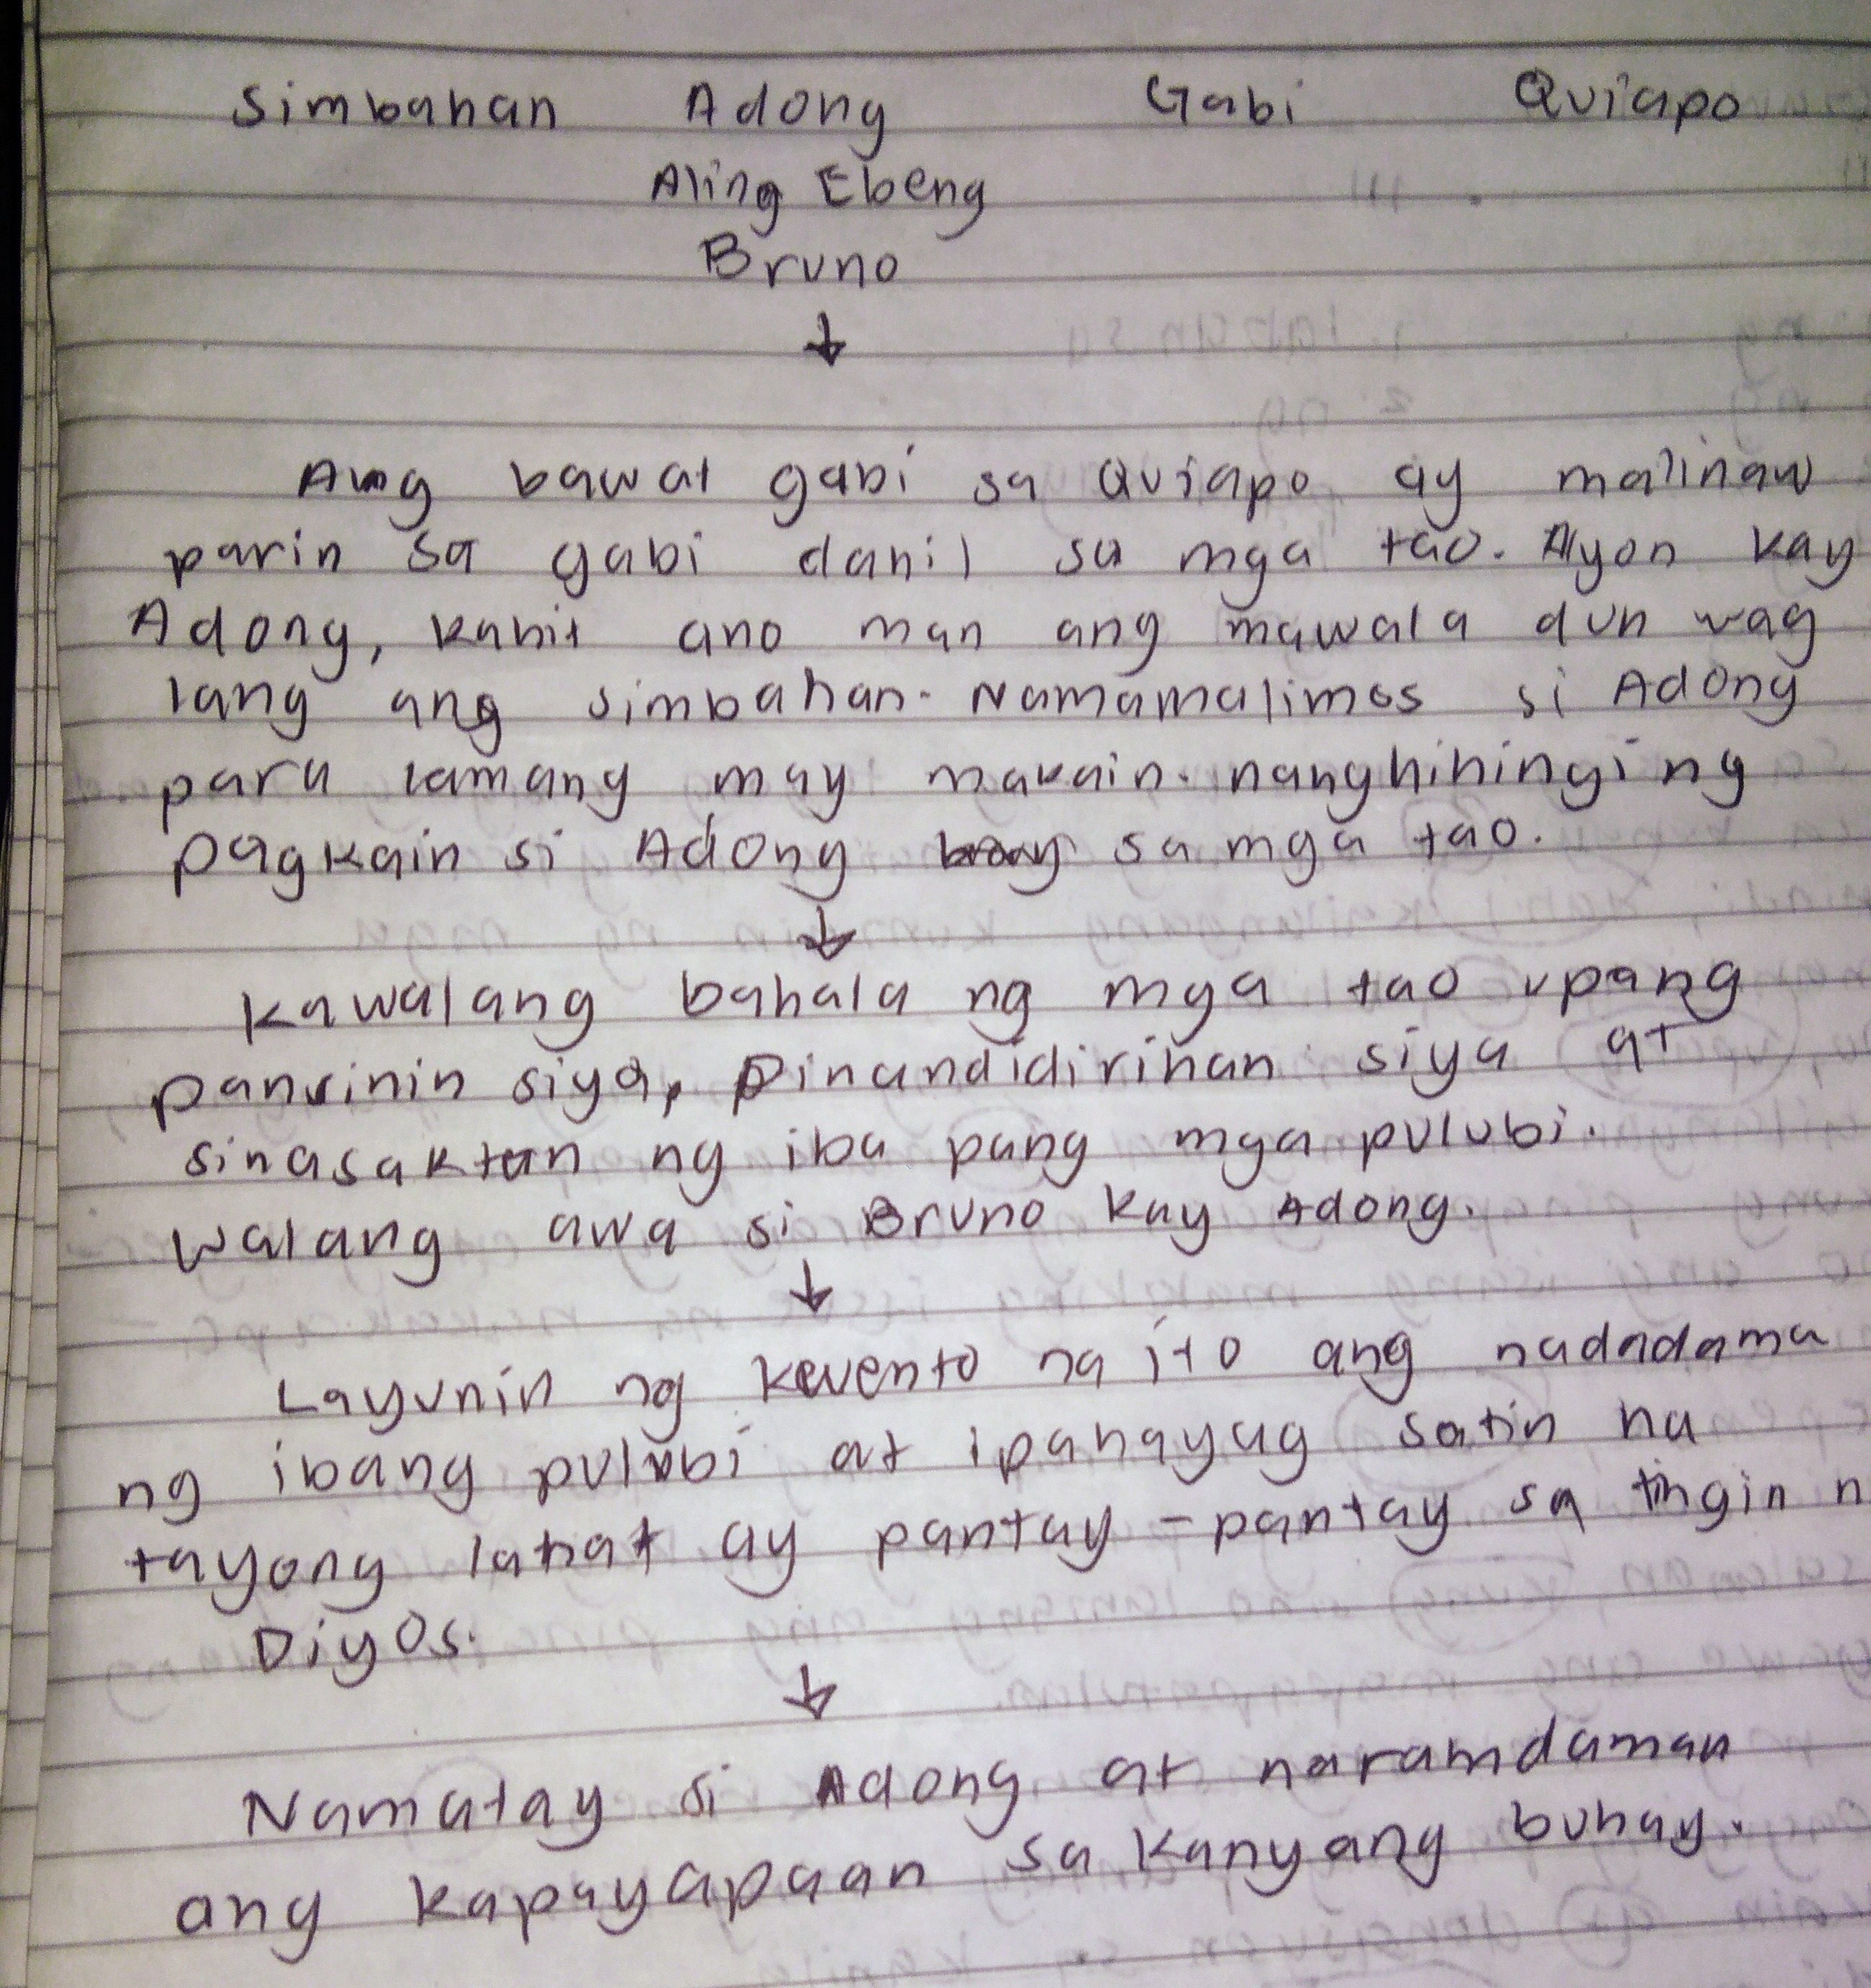 Simbahan Adong Gabi Quiapo
Aling Ebeng
Bruno
Ang bawat gabi sa Quiapo ay malinaw
parin sa gabi dahil sa mga tao. Ayon kay
Adong, kahit ano man ang mawala dun wag
lang ang simbahan. Namamalimos si Adong
para lamang may makain. nanghihingi ng
pagkain si Adong sa mga tao.
Kawalang bahala ng mga tao upang
pansinin siya, pinandidirihan siya at
sinasaktan ng iba pang mga pulubi.
Walang awa si Bruno kay Adong.
Layunin ng kwento na ito ang nadadama
ng ibang pulubi at ipahayag satin na
tayong lahat ay pantay-pantay sa tingin n
Diyos.
Namatay si Adong at naramdaman
ang kapayapaan sa kanyang buhay.